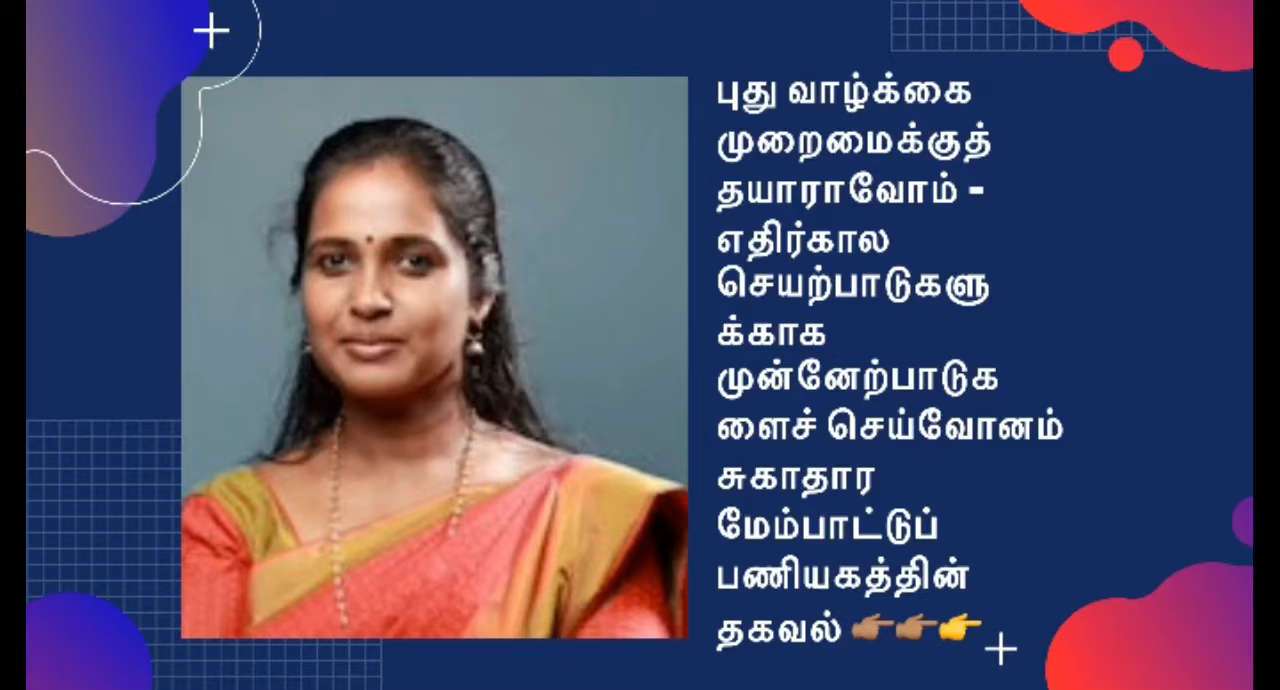 புது வாழ்க்கை
முறைமைக்குத்
தயாராவோம் -
எதிர்கால
செயற்பாடுகளு
க்காக
முன்னேற்பாடுக
ளைச் செய்வோனம்
சுகாதார
மேம்பாட்டுப்
பணியகத்தின்
தகவல் 👉🏽👉🏽👉